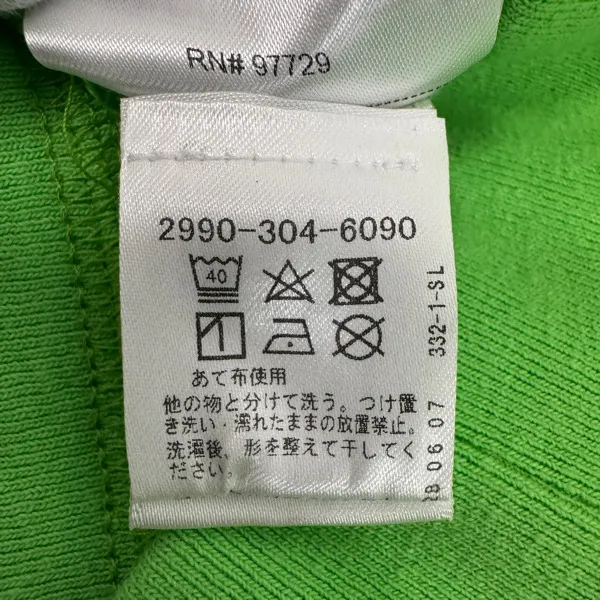 RN# 97729
2990-304-6090
40
あて布使用
他の物と分けて洗う。つけ置
き洗い・濡れたままの放置禁止。
洗濯後、形を整えて干してく
ださい。
332-1-SL
06 07